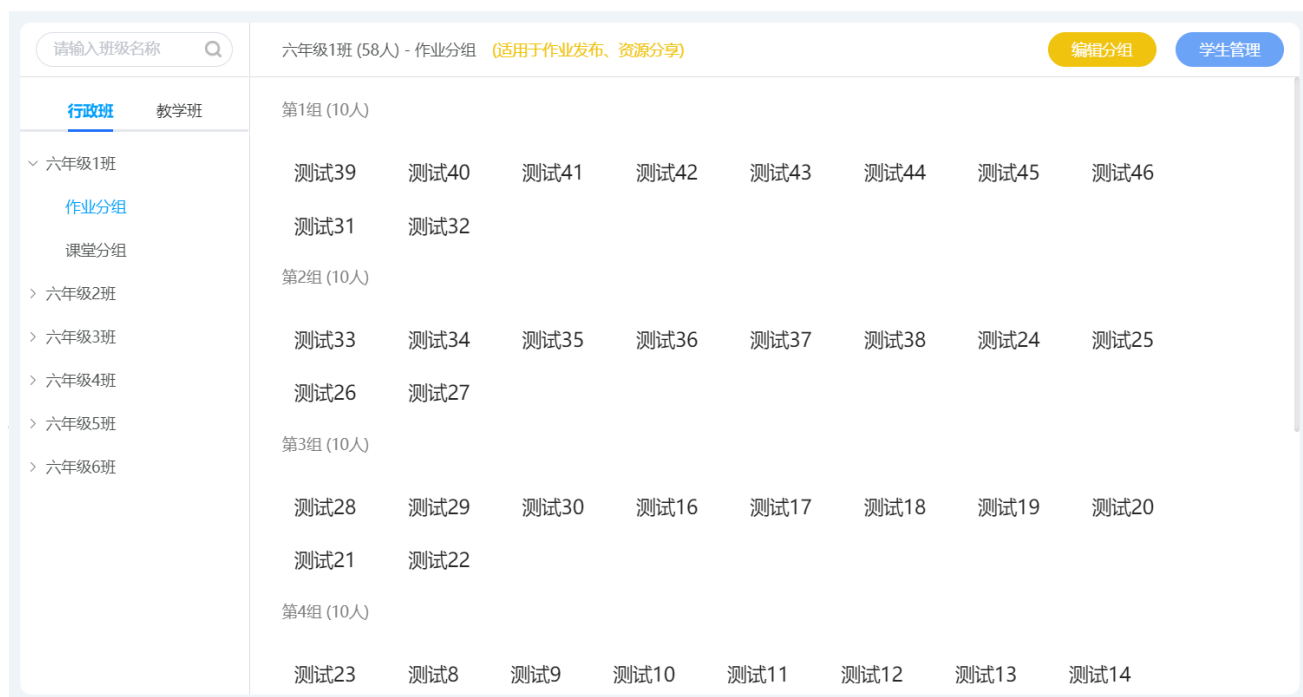 请输入班级名称
六年级1班 (58人) - 作业分组 (适用于作业发布、资源分享) 编辑分组 学生管理
行政班 教学班
六年级1班
作业分组
课堂分组
六年级2班
六年级3班
六年级4班
六年级5班
六年级6班
第1组 (10人)
测试39 测试40 测试41 测试42 测试43 测试44 测试45 测试46
测试31 测试32
第2组 (10人)
测试33 测试34 测试35 测试36 测试37 测试38 测试24 测试25
测试26 测试27
第3组 (10人)
测试28 测试29 测试30 测试16 测试17 测试18 测试19 测试20
测试21 测试22
第4组 (10人)
测试23 测试8 测试9 测试10 测试11 测试12 测试13 测试14